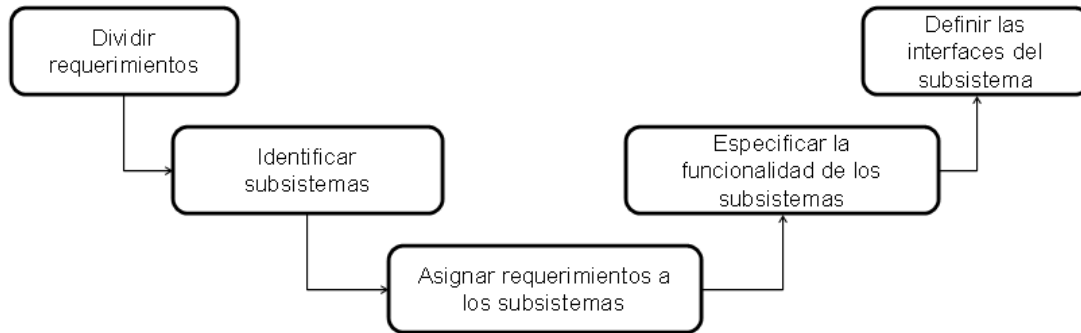 Dividir
requerimientos
Identificar
subsistemas
Asignar requerimientos a
los subsistemas
Especificar la
funcionalidad de los
subsistemas
Definir las
interfaces del
subsistema